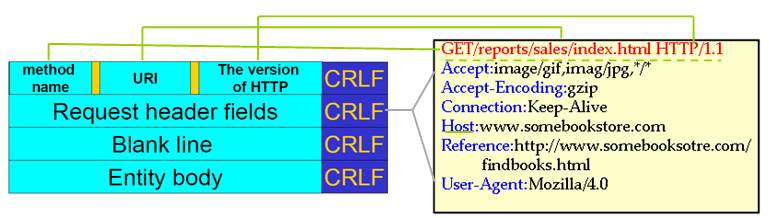 method name URI The version of HTTP CRLF
Request header fields CRLF
Blank line CRLF
Entity body CRLF
GET/reports/sales/index.html HTTP/1.1
Accept:image/gif,imag/jpg,*/*
Accept-Encoding:gzip
Connection:Keep-Alive
Host:www.somebookstore.com
Reference:http://www.somebooksotre.com/
findbooks.html
User-Agent:Mozilla/4.0